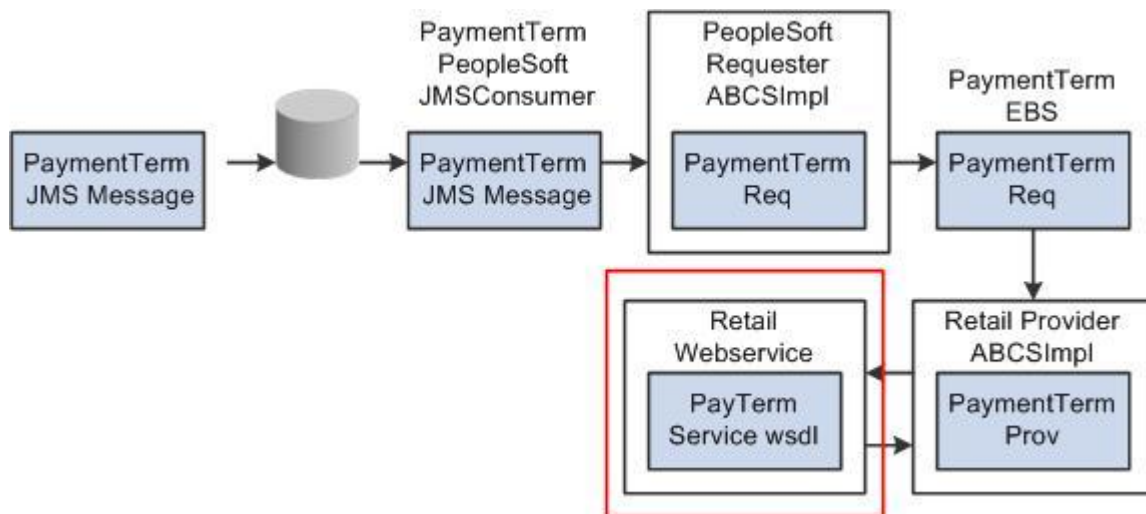 PaymentTerm
JMS Message
PaymentTerm
PeopleSoft
JMSConsumer
PaymentTerm
JMS Message
PeopleSoft
Requester
ABCSImpl
PaymentTerm
Req
PaymentTerm
EBS
PaymentTerm
Req
Retail
Webservice
PayTerm
Service wsdl
Retail Provider
ABCSImpl
PaymentTerm
Prov